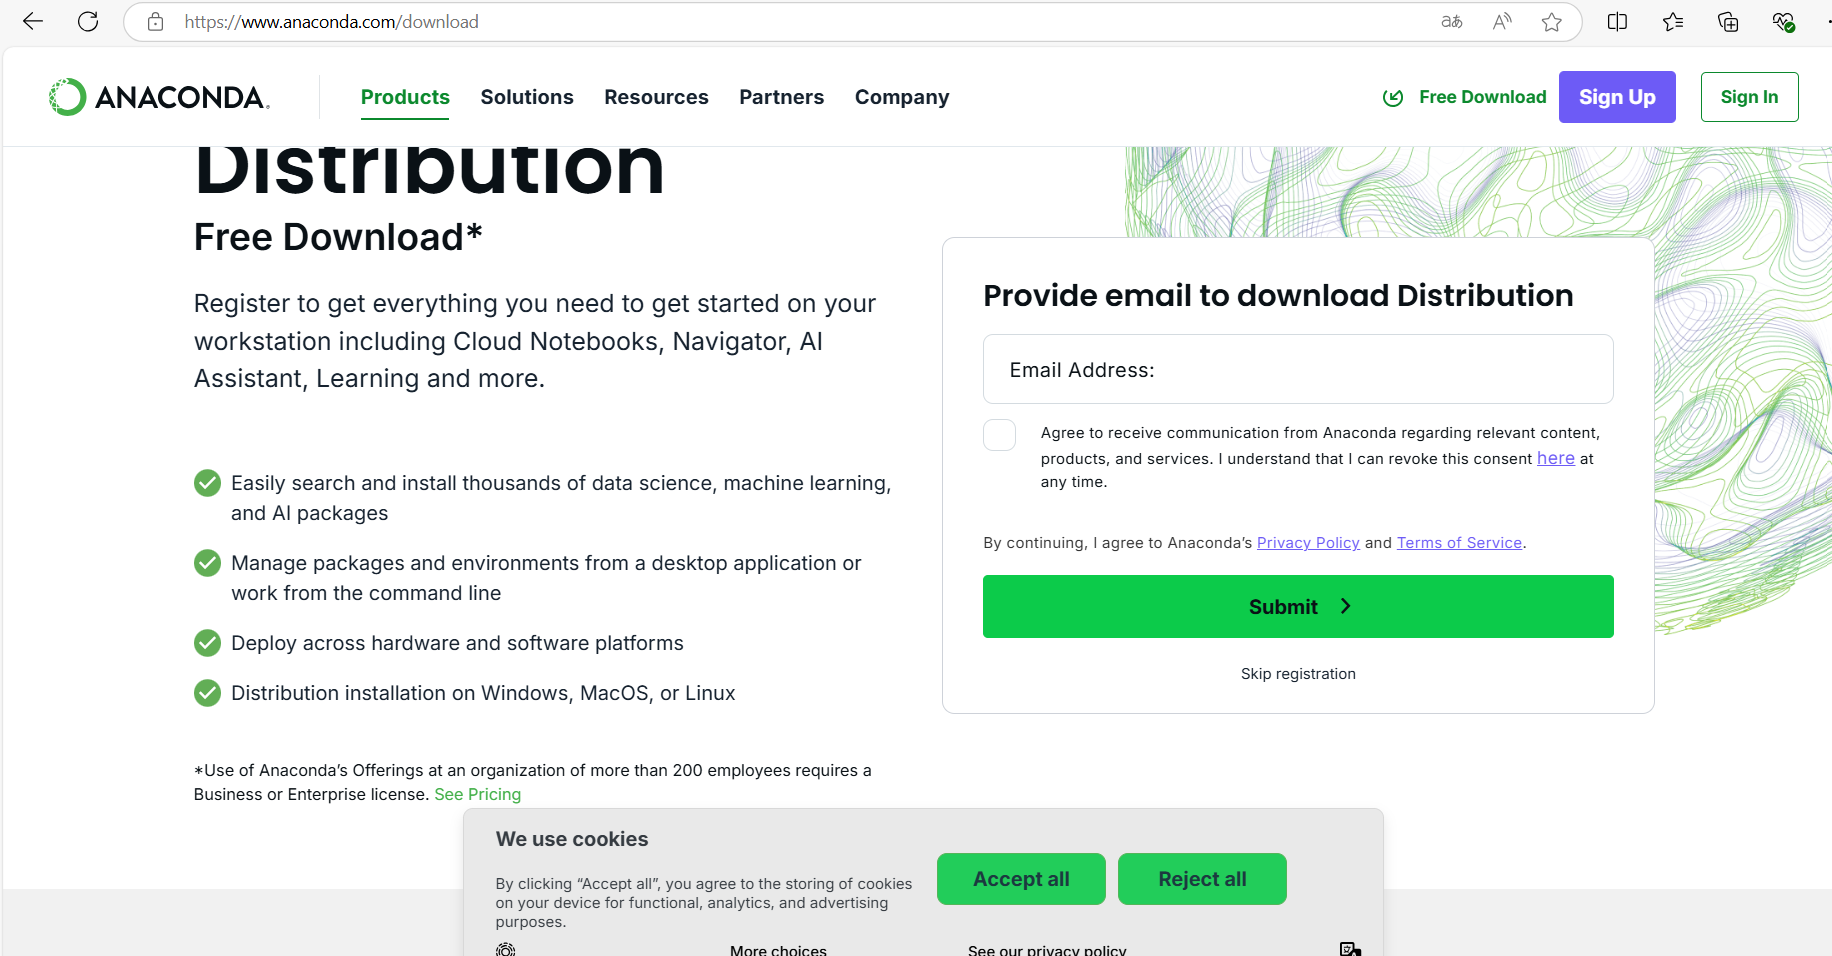 https://www.anaconda.com/download
ANACONDA.
Products
Solutions
Resources
Partners
Company
Free Download
Sign Up
Sign In
Distribution
Free Download*
Register to get everything you need to get started on your
workstation including Cloud Notebooks, Navigator, AI
Assistant, Learning and more.
Easily search and install thousands of data science, machine learning,
and AI packages
Manage packages and environments from a desktop application or
work from the command line
Deploy across hardware and software platforms
Distribution installation on Windows, MacOS, or Linux
*Use of Anaconda’s Offerings at an organization of more than 200 employees requires a
Business or Enterprise license. See Pricing
Provide email to download Distribution
Email Address:
Agree to receive communication from Anaconda regarding relevant content,
products, and services. I understand that I can revoke this consent here at
any time.
By continuing, I agree to Anaconda’s Privacy Policy and Terms of Service.
Submit
Skip registration
We use cookies
By clicking “Accept all”, you agree to the storing of cookies
on your device for functional, analytics, and advertising
purposes.
Accept all
Reject all
More choices
See our privacy policy